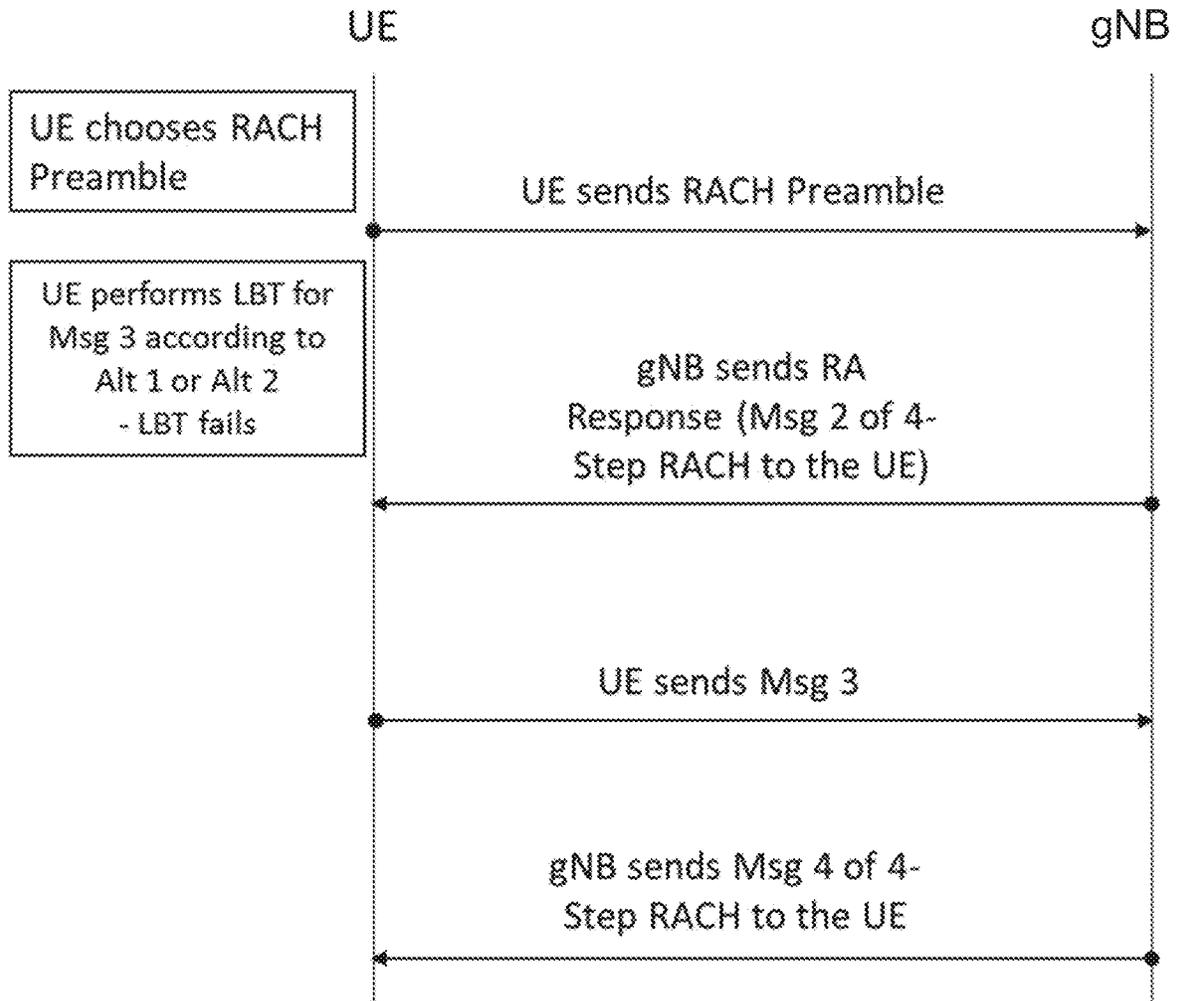 UE
gNB
UE chooses RACH
Preamble
UE sends RACH Preamble
UE performs LBT for
Msg 3 according to
Alt 1 or Alt 2
- LBT fails
gNB sends RA
Response (Msg 2 of 4-
Step RACH to the UE)
UE sends Msg 3
gNB sends Msg 4 of 4-
Step RACH to the UE